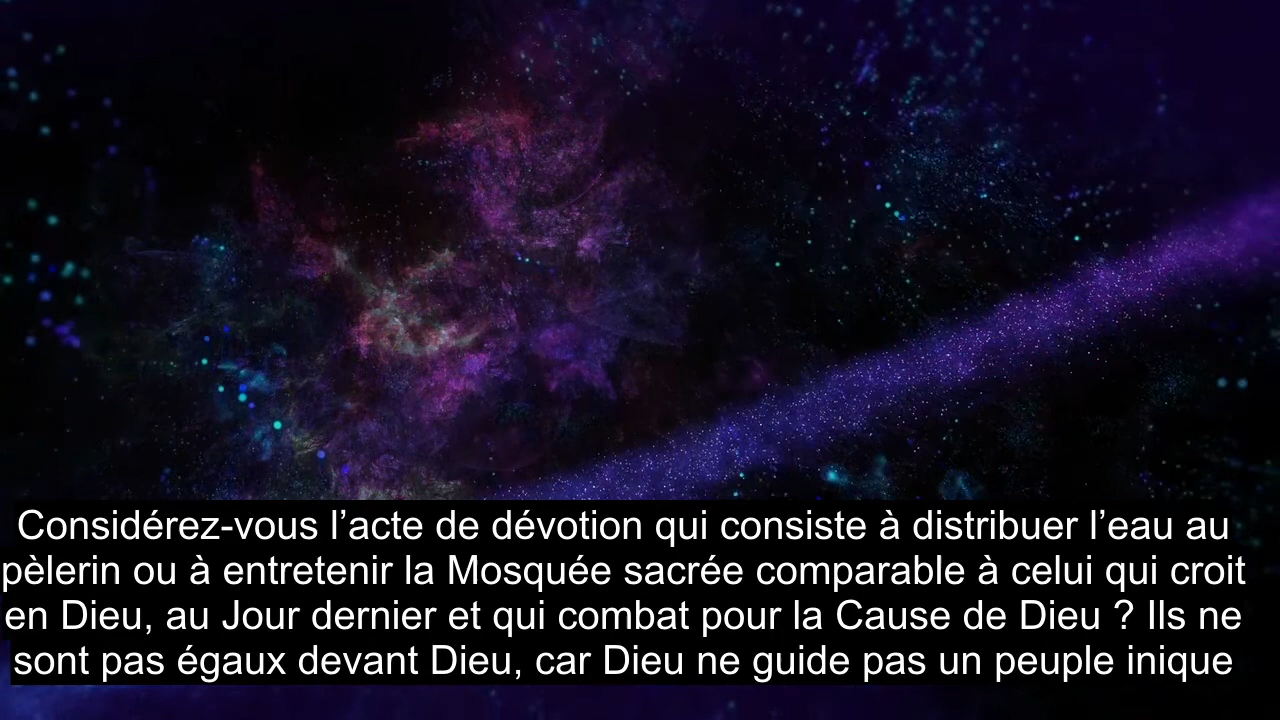 Considérez-vous l’acte de dévotion qui consiste à distribuer l’eau au
pèlerin ou à entretenir la Mosquée sacrée comparable à celui qui croit
en Dieu, au Jour dernier et qui combat pour la Cause de Dieu ? Ils ne
sont pas égaux devant Dieu, car Dieu ne guide pas un peuple inique